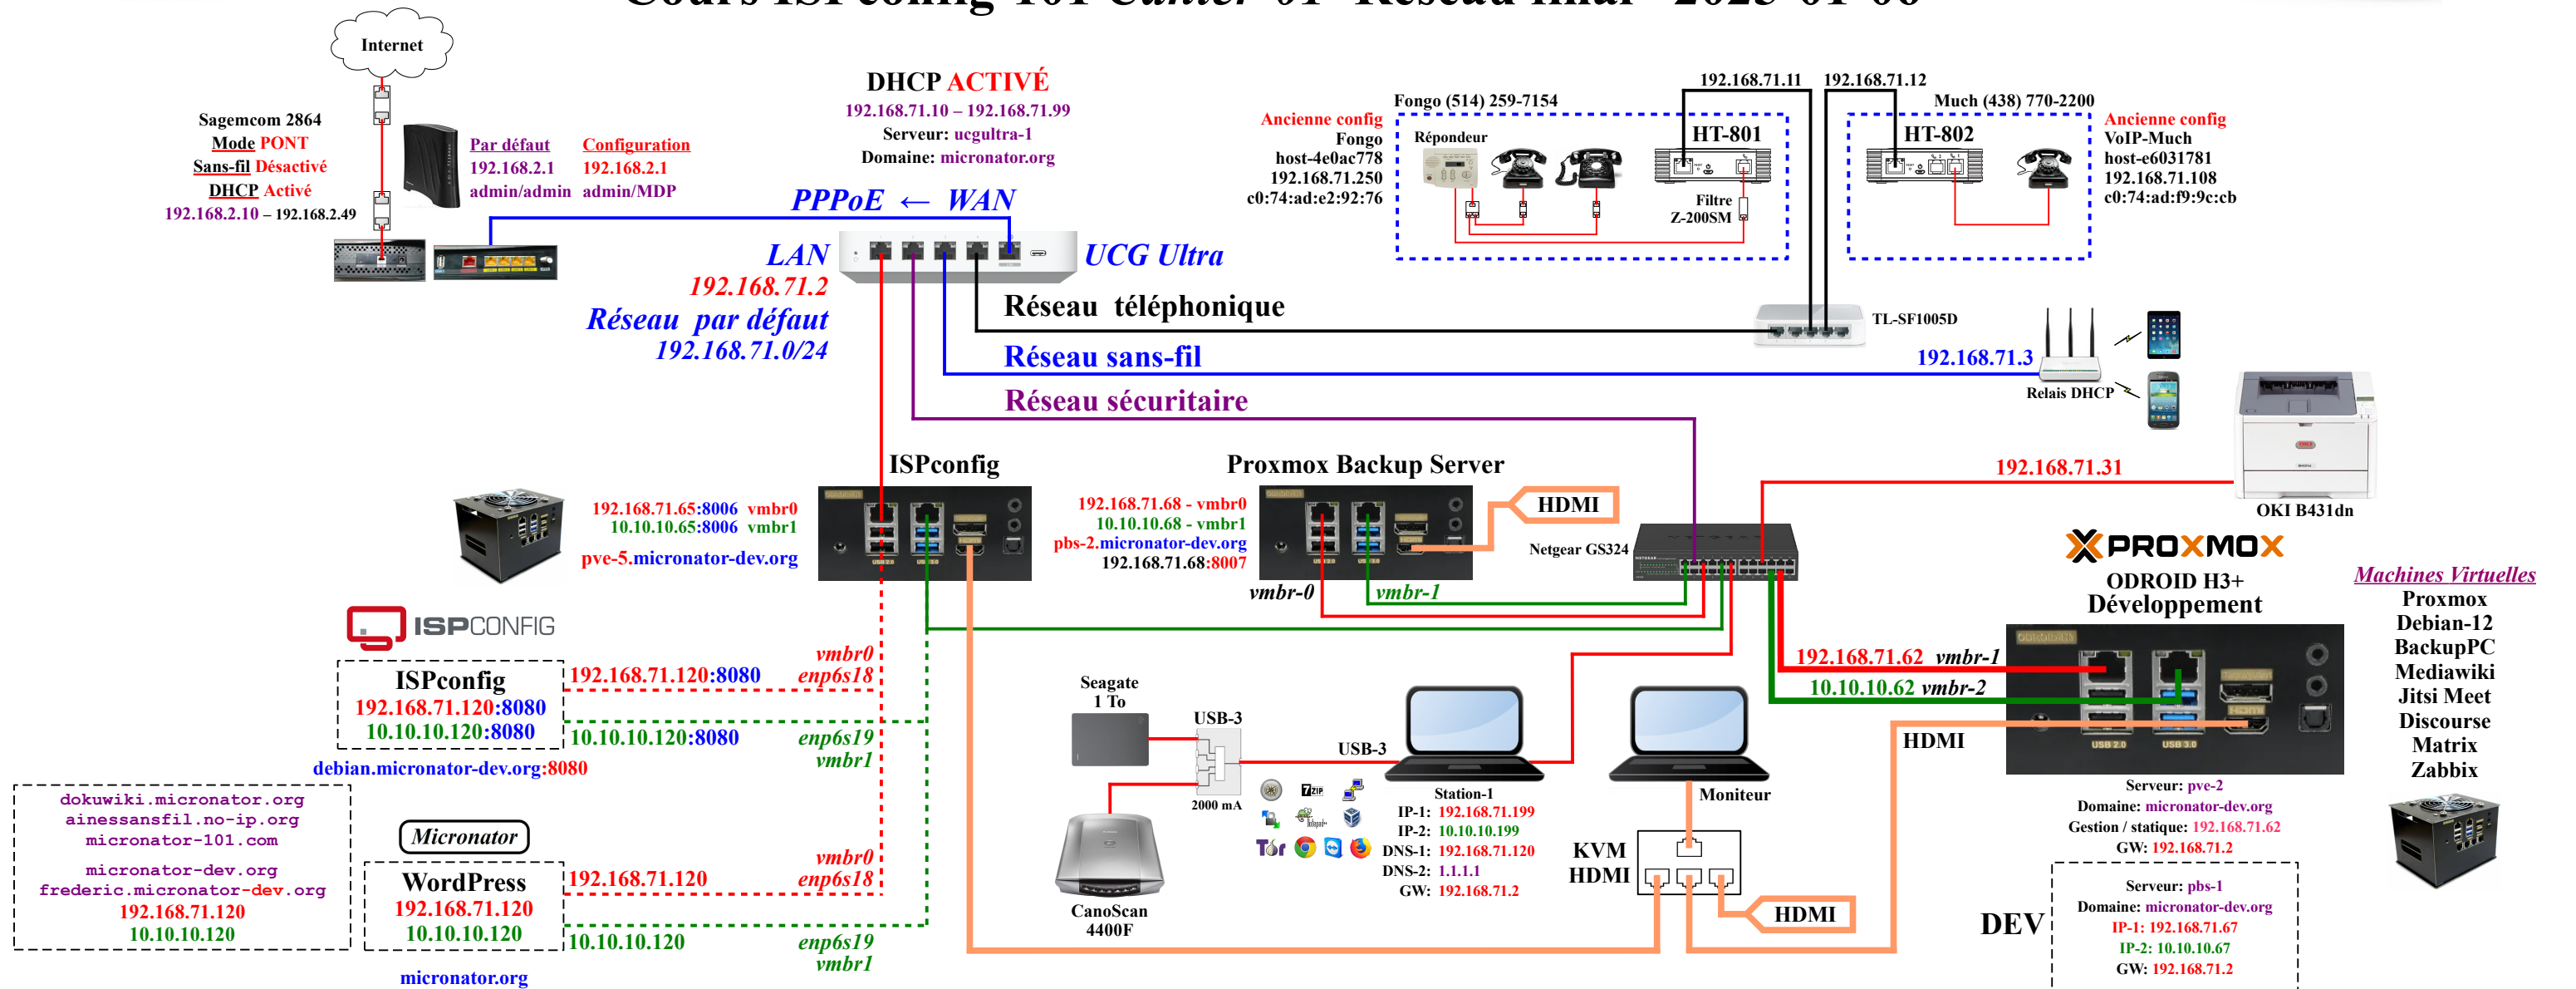 Internet
Sagemcom 2864
Mode PONT
Sans-fil Désactivé
DHCP Activé
192.168.2.10 – 192.168.2.49
Par défaut
192.168.2.1
admin/admin
Configuration
192.168.2.1
admin/MDP
DHCP ACTIVÉ
192.168.71.10 – 192.168.71.99
Serveur: ucgultra-1
Domaine: micronator.org
PPPoE ← WAN
LAN
192.168.71.2
Réseau par défaut
192.168.71.0/24
UCG Ultra
Ancienne config
Fongo
host-4e0ac778
192.168.71.250
c0:74:ad:e2:92:76
Fongo (514) 259-7154
Répondeur
HT-801
Filtre
Z-200SM
192.168.71.11
192.168.71.12
Much (438) 770-2200
HT-802
Ancienne config
VoIP-Much
host-e6031781
192.168.71.108
c0:74:ad:f9:9c:cb
Réseau téléphonique
TL-SF1005D
Réseau sans-fil
192.168.71.3
Relais DHCP
Réseau sécuritaire
192.168.71.31
OKI B431dn
ISPconfig
192.168.71.65:8006 vmbr0
10.10.10.65:8006 vmbr1
pve-5.micronator-dev.org
USB 2.0
USB 3.0
Proxmox Backup Server
192.168.71.68 - vmbr0
10.10.10.68 - vmbr1
pbs-2.micronator-dev.org
192.168.71.68:8007
HDMI
vmbr-0
vmbr-1
Netgear GS324
PROXMOX
ODROID H3+
Développement
Machines Virtuelles
Proxmox
Debian-12
BackupPC
Mediawiki
Jitsi Meet
Discourse
Matrix
Zabbix
192.168.71.62 vmbr-1
10.10.10.62 vmbr-2
HDMI
USB 2.0
USB 3.0
HDMI
Serveur: pve-2
Domaine: micronator-dev.org
Gestion / statique: 192.168.71.62
GW: 192.168.71.2
DEV
Serveur: pbs-1
Domaine: micronator-dev.org
IP-1: 192.168.71.67
IP-2: 10.10.10.67
GW: 192.168.71.2
ISPCONFIG
ISPconfig
192.168.71.120:8080
10.10.10.120:8080
debian.micronator-dev.org:8080
192.168.71.120:8080
vmbr0
enp6s18
10.10.10.120:8080
enp6s19
vmbr1
dokuwiki.micronator.org
ainessansfil.no-ip.org
micronator-101.com
micronator-dev.org
frederic.micronator-dev.org
192.168.71.120
10.10.10.120
Micronator
WordPress
192.168.71.120
10.10.10.120
micronator.org
192.168.71.120
vmbr0
enp6s18
10.10.10.120
enp6s19
vmbr1
Seagate
1 To
USB-3
2000 mA
CanoScan
4400F
USB-3
7ZIP
Tor
Station-1
IP-1: 192.168.71.199
IP-2: 10.10.10.199
DNS-1: 192.168.71.120
DNS-2: 1.1.1.1
GW: 192.168.71.2
Moniteur
KVM
HDMI
HDMI